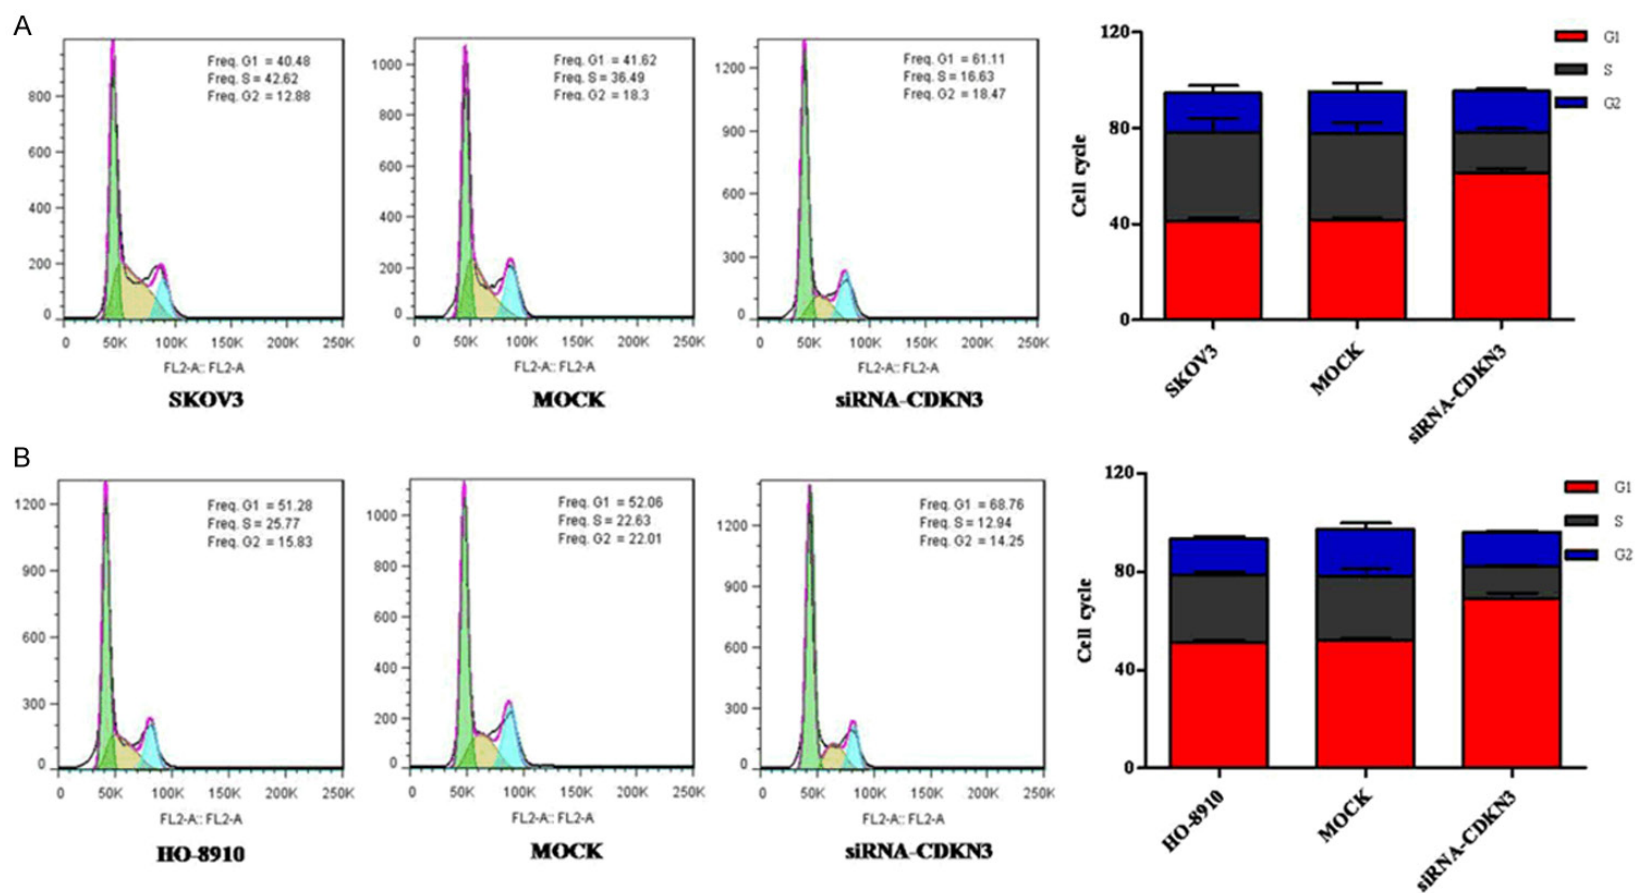 A
Freq. G1 = 40.48
Freq. S = 42.62
Freq. G2 = 12.88
800
600
400
200
0
0 50K 100K 150K 200K 250K
FL2-A:: FL2-A
SKOV3
Freq. G1 = 41.62
Freq. S = 36.49
Freq. G2 = 18.3
1000
800
600
400
200
0
0 50K 100K 150K 200K 250K
FL2-A:: FL2-A
MOCK
Freq. G1 = 61.11
Freq. S = 16.63
Freq. G2 = 18.47
1200
900
600
300
0
0 50K 100K 150K 200K 250K
FL2-A:: FL2-A
siRNA-CDKN3
120
80
40
0
Cell cycle
G1
S
G2
SKOV3
MOCK
siRNA-CDKN3
B
Freq. G1 = 51.28
Freq. S = 25.77
Freq. G2 = 15.83
1200
900
600
300
0
0 50K 100K 150K 200K 250K
FL2-A:: FL2-A
HO-8910
Freq. G1 = 52.06
Freq. S = 22.63
Freq. G2 = 22.01
1000
800
600
400
200
0
0 50K 100K 150K 200K 250K
FL2-A:: FL2-A
MOCK
Freq. G1 = 68.76
Freq. S = 12.94
Freq. G2 = 14.25
1200
900
600
300
0
0 50K 100K 150K 200K 250K
FL2-A:: FL2-A
siRNA-CDKN3
120
80
40
0
Cell cycle
G1
S
G2
HO-8910
MOCK
siRNA-CDKN3